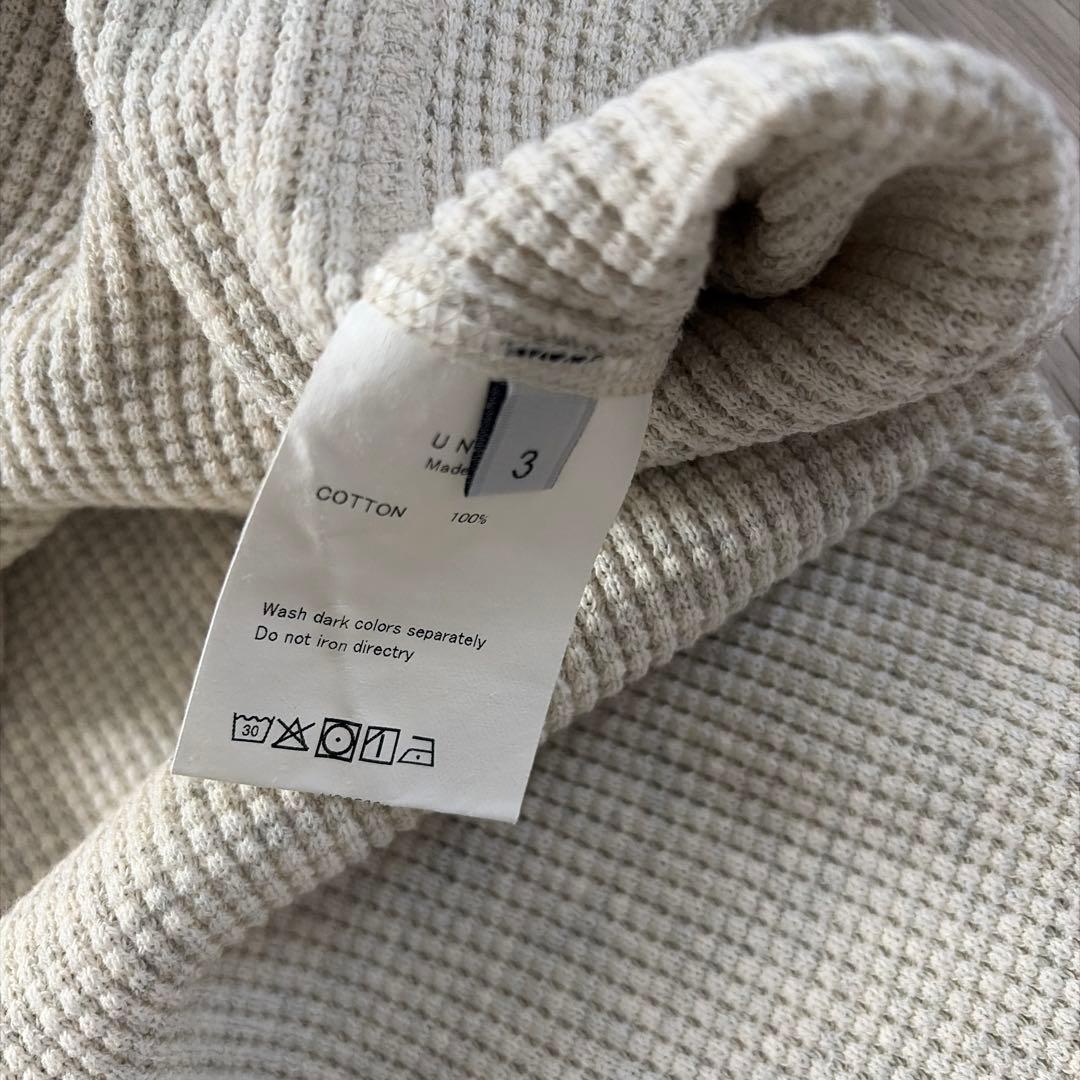 UN
Made
3
COTTON 100%
Wash dark colors separately
Do not iron directry
30